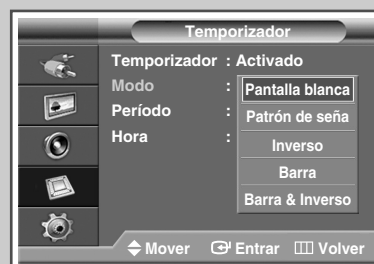 Temporizador
Temporizador : Activado
Modo :
Pantalla blanca
Período :
Patrón de seña
Hora :
Inverso
Barra
Barra & Inverso
Mover Entrar Volver